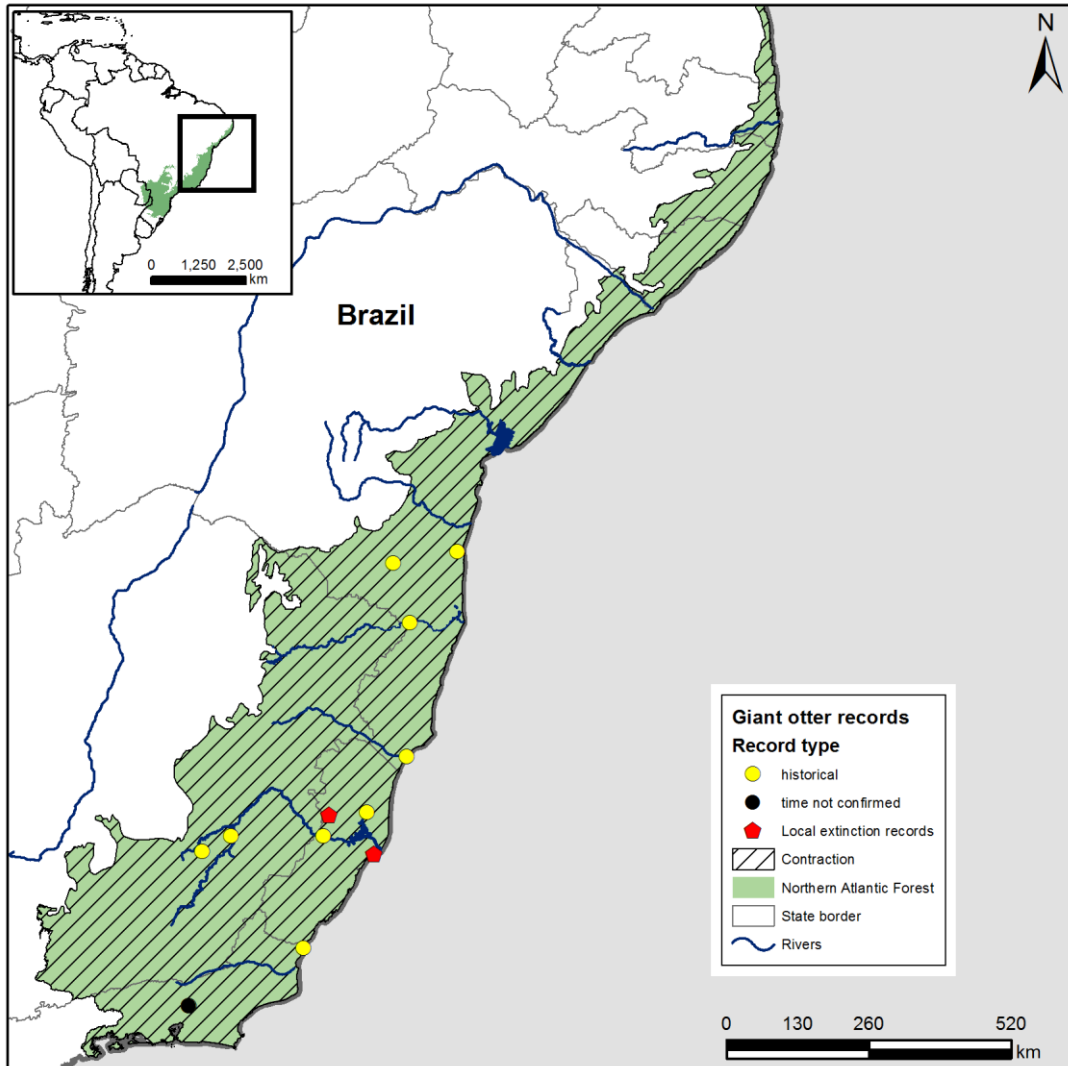 N
0 1,250 2,500
km
Brazil
Giant otter records
Record type
historical
time not confirmed
Local extinction records
Contraction
Northern Atlantic Forest
State border
Rivers
0 130 260 520
km